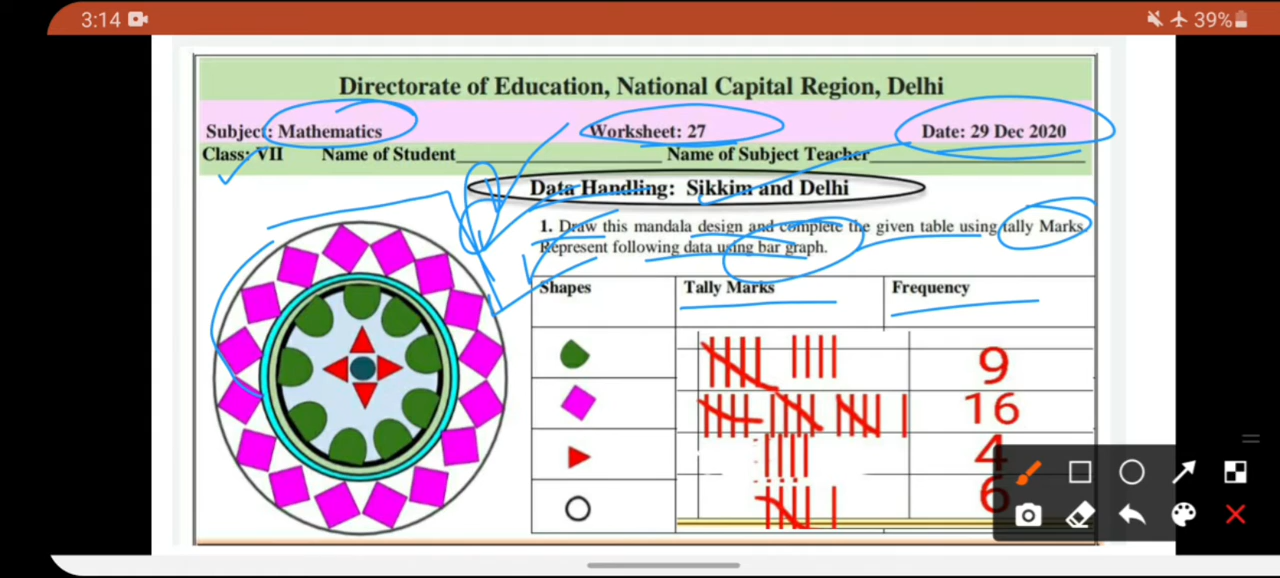 3:14 39%
Directorate of Education, National Capital Region, Delhi
Subject: Mathematics Worksheet: 27 Date: 29 Dec 2020
Class: VII Name of Student____________________ Name of Subject Teacher____________________
Data Handling: Sikkim and Delhi
1. Draw this mandala design and complete the given table using tally Marks.
Represent following data using bar graph.
Shapes Tally Marks Frequency
9
16
4
6